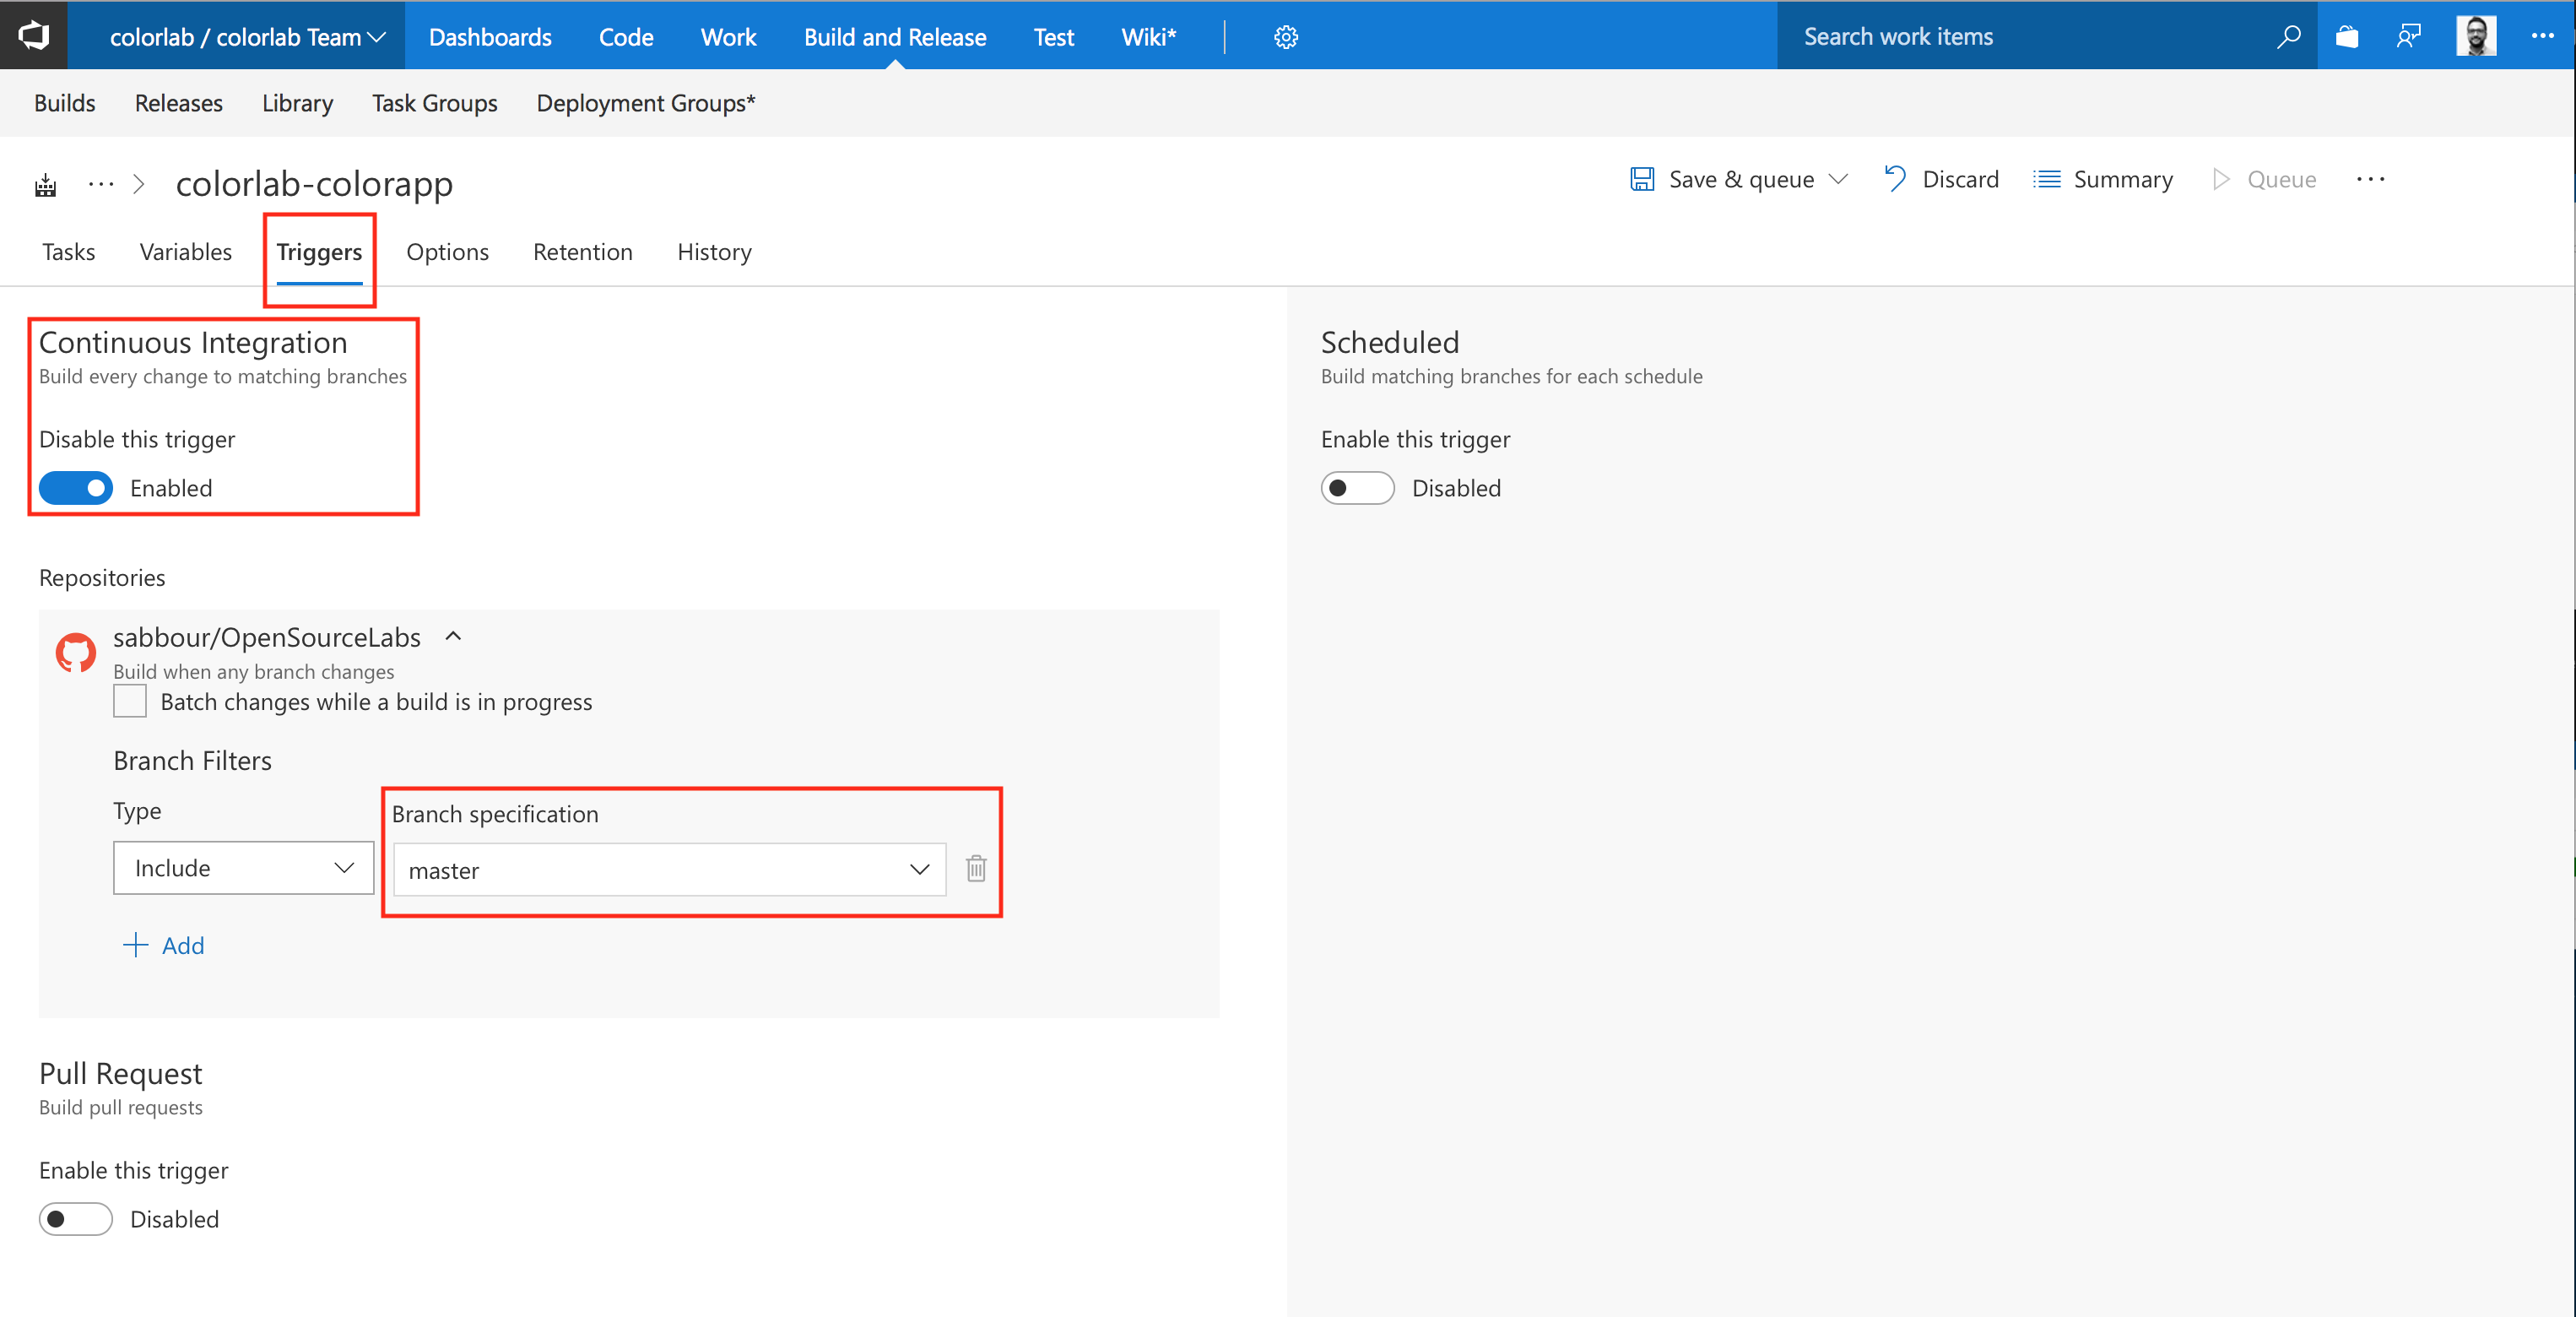 colorlab / colorlab Team Dashboards Code Work Build and Release Test Wiki* Search work items
Builds Releases Library Task Groups Deployment Groups*
... > colorlab-colorapp Save & queue Discard Summary Queue ...
Tasks Variables Triggers Options Retention History
Continuous Integration
Build every change to matching branches
Disable this trigger
Enabled
Repositories
sabbour/OpenSourceLabs
Build when any branch changes
Batch changes while a build is in progress
Branch Filters
Type Branch specification
Include master
+ Add
Pull Request
Build pull requests
Enable this trigger
Disabled
Scheduled
Build matching branches for each schedule
Enable this trigger
Disabled